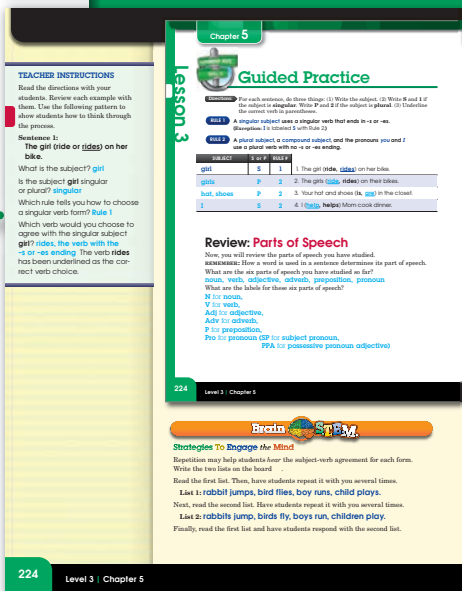 TEACHER INSTRUCTIONS
Read the directions with your
students. Review each example with
them. Use the following pattern to
show students how to think through
the process.
Sentence 1:
The girl (ride or rides) on her
bike.
What is the subject? girl
Is the subject girl singular
or plural? singular
Which rule tells you how to choose
a singular verb form? Rule 1
Which verb would you choose to
agree with the singular subject
girl? rides, the verb with the
-s or -es ending The verb rides
has been underlined as the cor-
rect verb choice.
Chapter 5
Lesson 3
Guided Practice
Directions For each sentence, do three things: (1) Write the subject. (2) Write S and 1 if
the subject is singular. Write P and 2 if the subject is plural. (3) Underline
the correct verb in parentheses.
RULE 1 A singular subject uses a singular verb that ends in -s or -es.
(Exception: I is labeled S with Rule 2.)
RULE 2 A plural subject, a compound subject, and the pronouns you and I
use a plural verb with no -s or -es ending.
SUBJECT S or P RULE #
girl S 1 1. The girl (ride, rides) on her bike.
girls P 2 2. The girls (ride, rides) on their bikes.
hat, shoes P 2 3. Your hat and shoes (is, are) in the closet.
I S 2 4. I (help, helps) Mom cook dinner.
Review: Parts of Speech
Now, you will review the parts of speech you have studied.
REMEMBER: How a word is used in a sentence determines its part of speech.
What are the six parts of speech you have studied so far?
noun, verb, adjective, adverb, preposition, pronoun
What are the labels for these six parts of speech?
N for noun,
V for verb,
Adj for adjective,
Adv for adverb,
P for preposition,
Pro for pronoun (SP for subject pronoun,
PPA for possessive pronoun adjective)
224 Level 3 | Chapter 5
Brain STEM
Strategies To Engage the Mind
Repetition may help students hear the subject-verb agreement for each form.
Write the two lists on the board .
Read the first list. Then, have students repeat it with you several times.
List 1: rabbit jumps, bird flies, boy runs, child plays.
Next, read the second list. Have students repeat it with you several times.
List 2: rabbits jump, birds fly, boys run, children play.
Finally, read the first list and have students respond with the second list.
224 Level 3 | Chapter 5